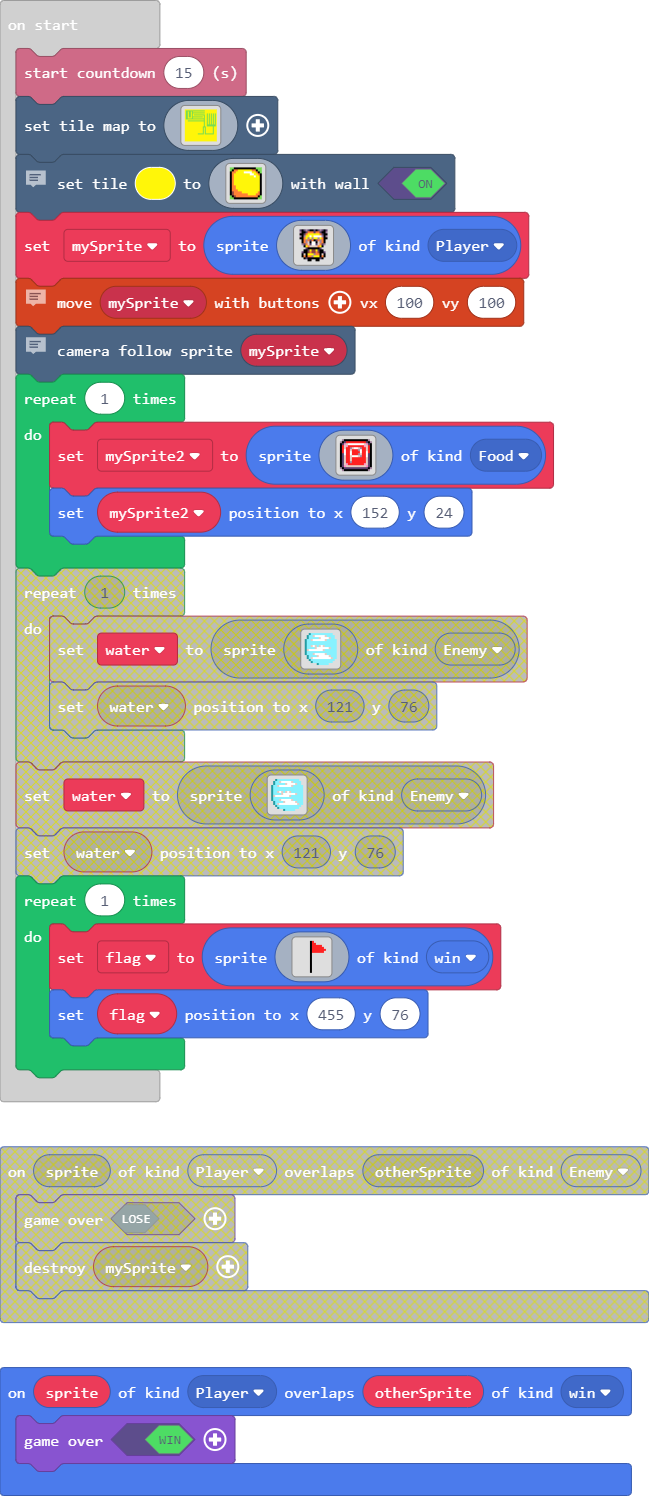 on start
start countdown 15 (s)
set tile map to
set tile to with wall ON
set mySprite to sprite of kind Player
move mySprite with buttons vx 100 vy 100
camera follow sprite mySprite
repeat 1 times
do
set mySprite2 to sprite P of kind Food
set mySprite2 position to x 152 y 24
repeat 1 times
do
set water to sprite of kind Enemy
set water position to x 121 y 76
set water to sprite of kind Enemy
set water position to x 121 y 76
repeat 1 times
do
set flag to sprite of kind win
set flag position to x 455 y 76
on sprite of kind Player overlaps otherSprite of kind Enemy
game over LOSE
destroy mySprite
on sprite of kind Player overlaps otherSprite of kind win
game over WIN